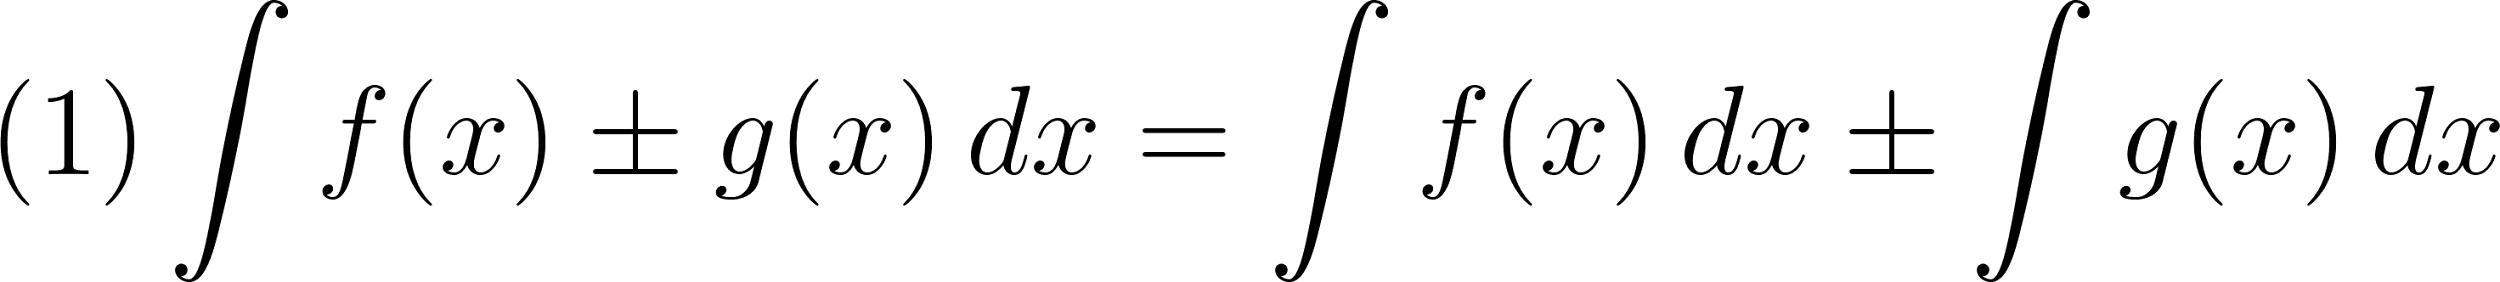 (1) ∫ f(x) ± g(x) dx = ∫ f(x) dx ± ∫ g(x) dx